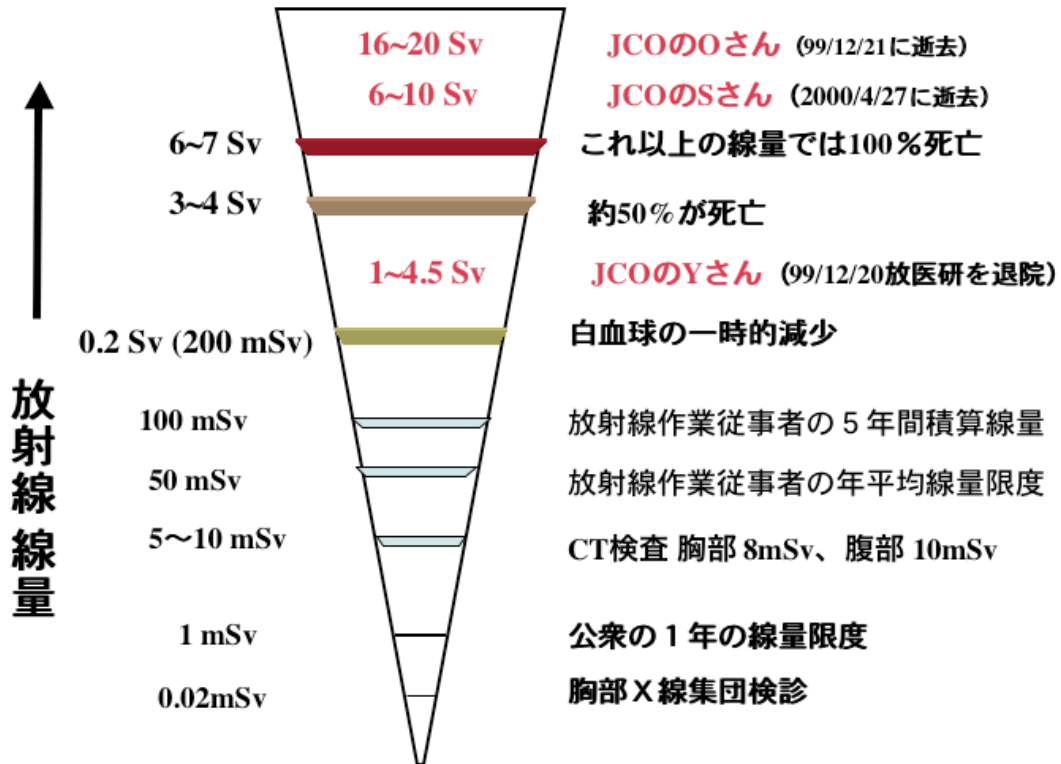 16~20 Sv JCOのOさん (99/12/21に逝去)
6~10 Sv JCOのSさん (2000/4/27に逝去)
6~7 Sv これ以上の線量では100%死亡
3~4 Sv 約50%が死亡
1~4.5 Sv JCOのYさん (99/12/20放医研を退院)
0.2 Sv (200 mSv) 白血球の一時的減少
100 mSv 放射線作業従事者の5年間積算線量
50 mSv 放射線作業従事者の年平均線量限度
5〜10 mSv CT検査 胸部 8mSv、腹部 10mSv
1 mSv 公衆の1年の線量限度
0.02mSv 胸部X線集団検診
放射線 線量